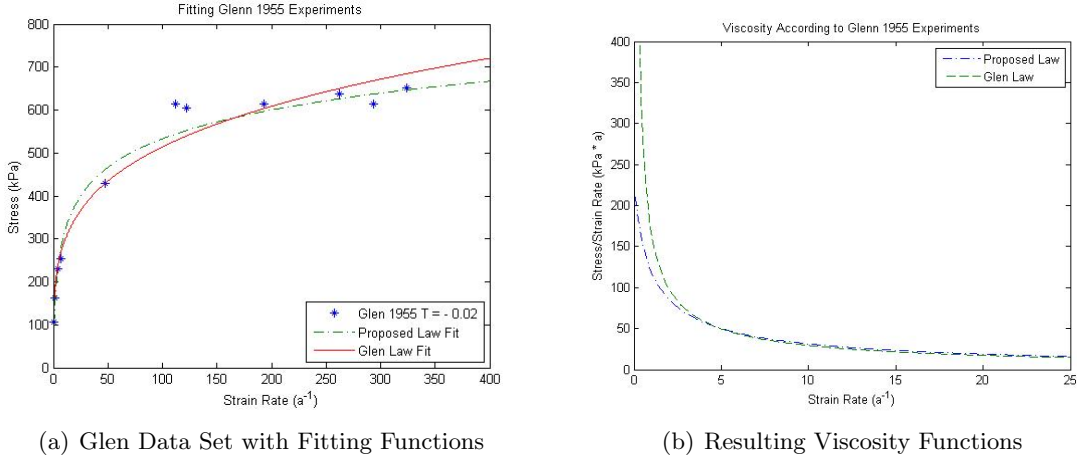 Fitting Glenn 1955 Experiments
800
700
600
500
400
300
200
100
0
Stress (kPa)
Glen 1955 T = - 0.02
Proposed Law Fit
Glen Law Fit
0 50 100 150 200 250 300 350 400
Strain Rate (a⁻¹)
(a) Glen Data Set with Fitting Functions
Viscosity According to Glenn 1955 Experiments
400
350
300
250
200
150
100
50
0
Stress/Strain Rate (kPa * a)
Proposed Law
Glen Law
0 5 10 15 20 25
Strain Rate (a⁻¹)
(b) Resulting Viscosity Functions